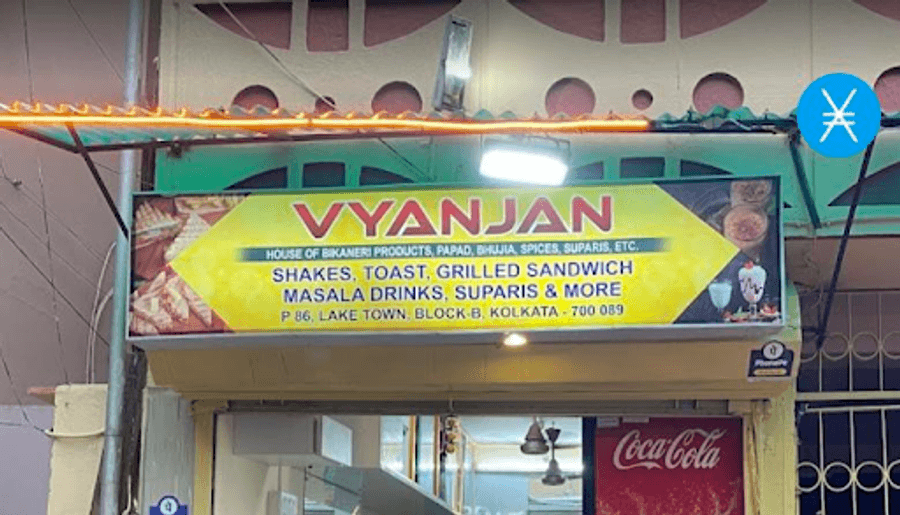 VYANJAN
HOUSE OF BIKANERI PRODUCTS, PAPAD, BHUJIA, SPICES, SUPARIS, ETC.
SHAKES, TOAST, GRILLED SANDWICH
MASALA DRINKS, SUPARIS & MORE
P 86, LAKE TOWN, BLOCK-B, KOLKATA - 700 089
पे
PhonePe
Coca-Cola
पे